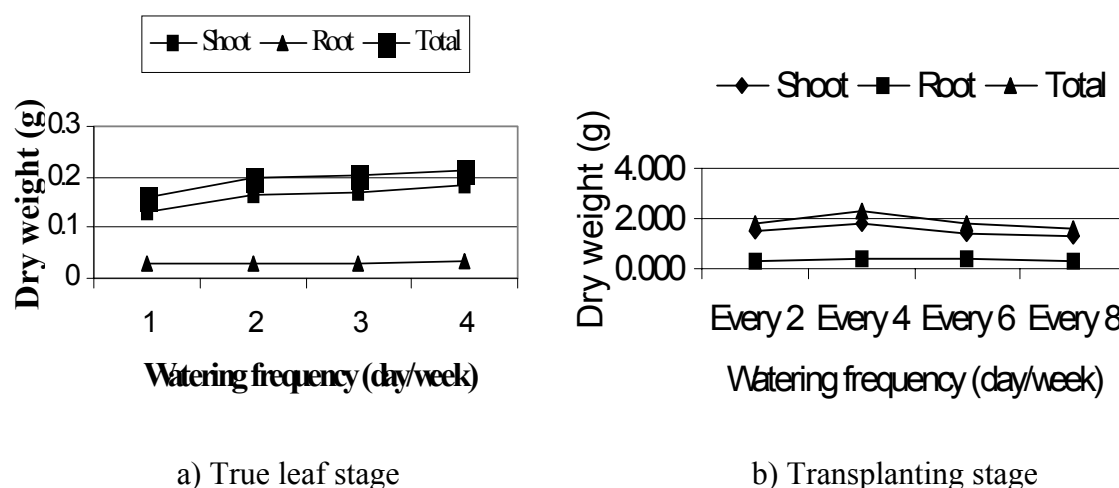 Shoot Root Total
Dry weight (g)
0.3
0.2
0.1
0
1 2 3 4
Watering frequency (day/week)
a) True leaf stage
Shoot Root Total
Dry weight (g)
4.000
2.000
0.000
Every 2 Every 4 Every 6 Every 8
Watering frequency (day/week)
b) Transplanting stage